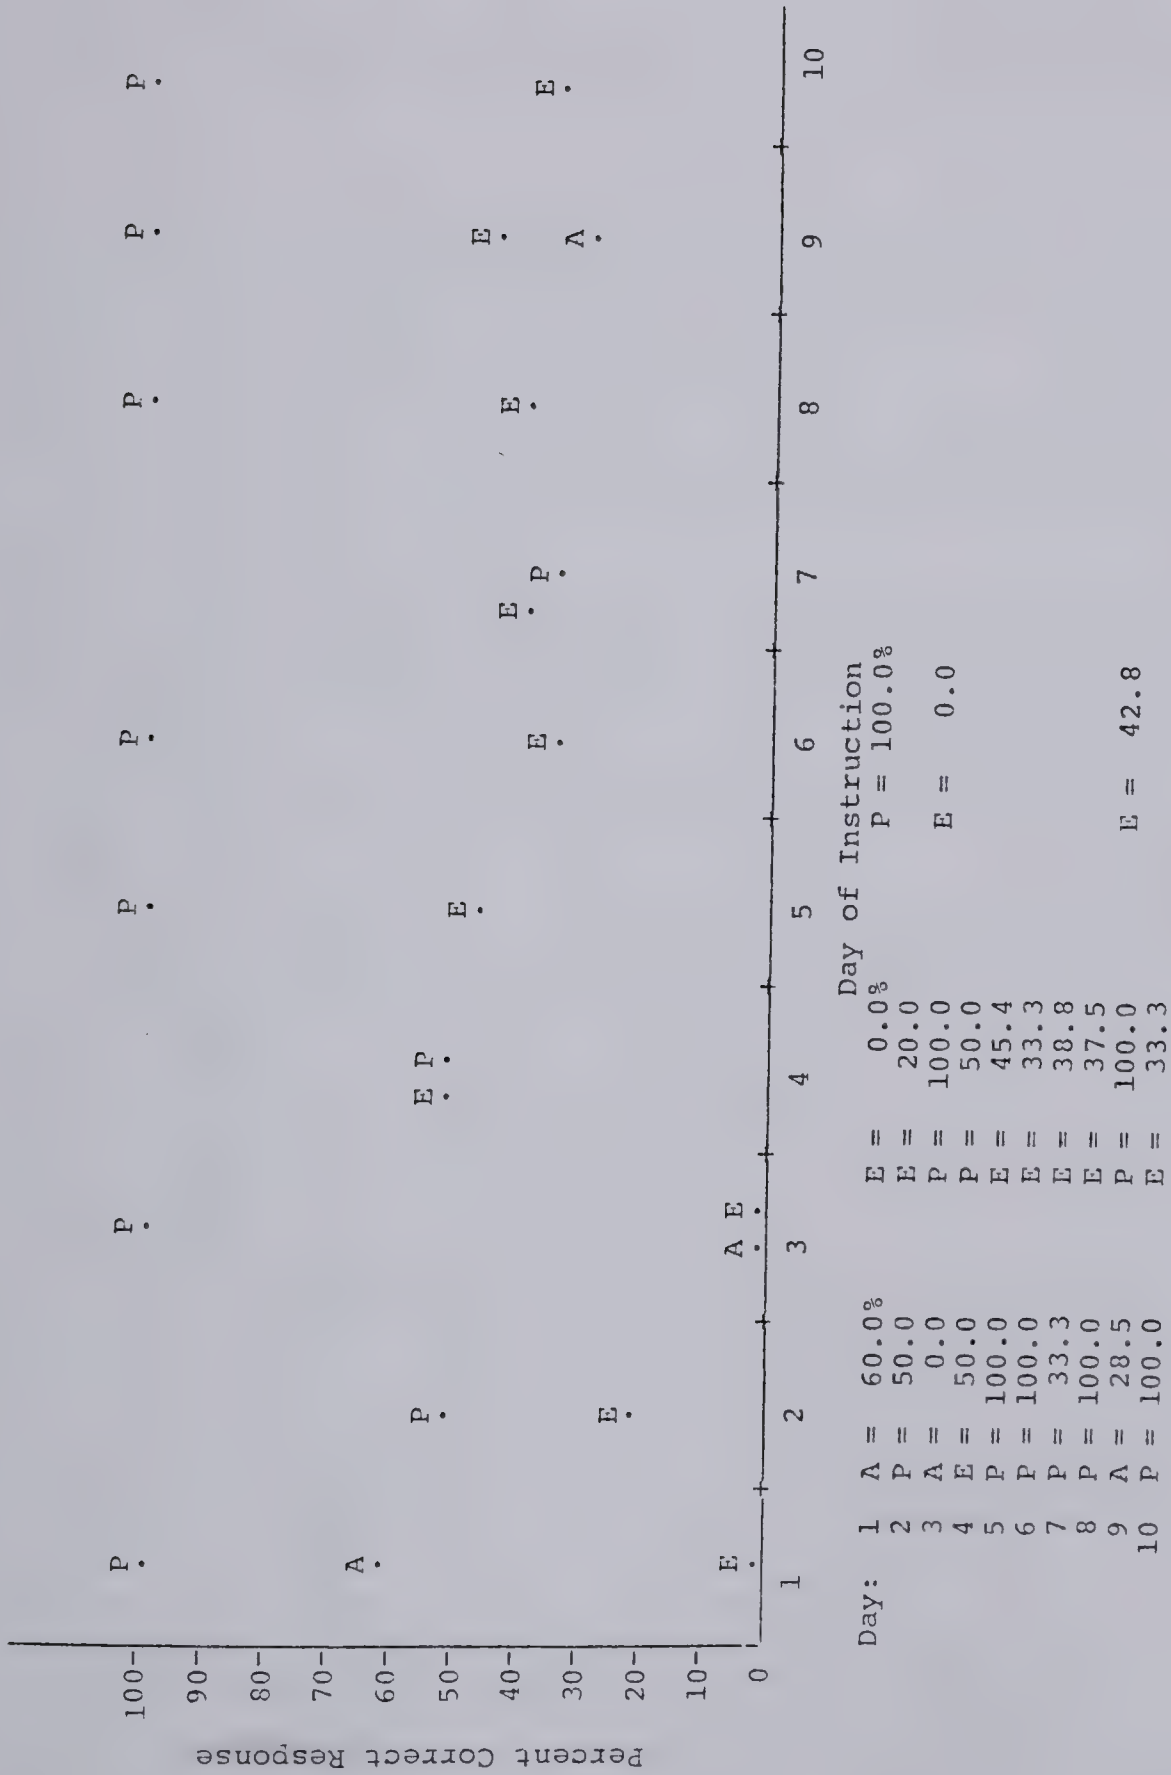 Percent Correct Response
100- P P P P P P P
90-
80-
70-
60- A
50- P E P E
40- E E E
30- E P A E
20- E
0 E A E
1 2 3 4 5 6 7 8 9 10
Day of Instruction
Day: 1 A = 60.0% E = 0.0% P = 100.0%
2 P = 50.0 E = 20.0
3 A = 0.0 P = 100.0 E = 0.0
4 E = 50.0 P = 50.0
5 P = 100.0 E = 45.4
6 P = 100.0 E = 33.3
7 P = 33.3 E = 38.8
8 P = 100.0 E = 37.5
9 A = 28.5 P = 100.0 E = 42.8
10 P = 100.0 E = 33.3